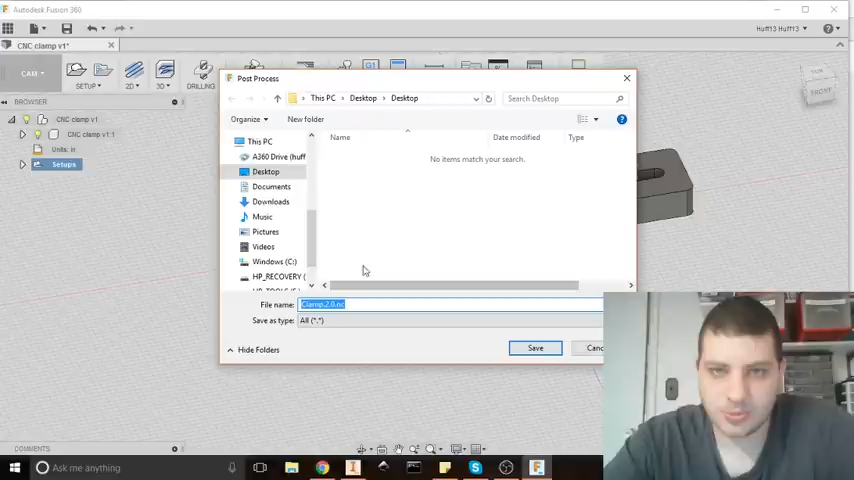 Autodesk Fusion 360
Huff13 Huff13
CNC clamp v1*
CAM
SETUP
2D
3D
DRILLING
G1
Post Process
This PC > Desktop > Desktop
Search Desktop
Organize
New folder
BROWSER
CNC clamp v1
CNC clamp v1:1
Units: in
Setups
This PC
A360 Drive (huff
Desktop
Documents
Downloads
Music
Pictures
Videos
Windows (C:)
HP_RECOVERY (
Name
Date modified
Type
No items match your search.
File name:
Clamp.2.0.nc
Save as type:
All (*.*)
Hide Folders
Save
Canc
FRONT
COMMENTS
Ask me anything